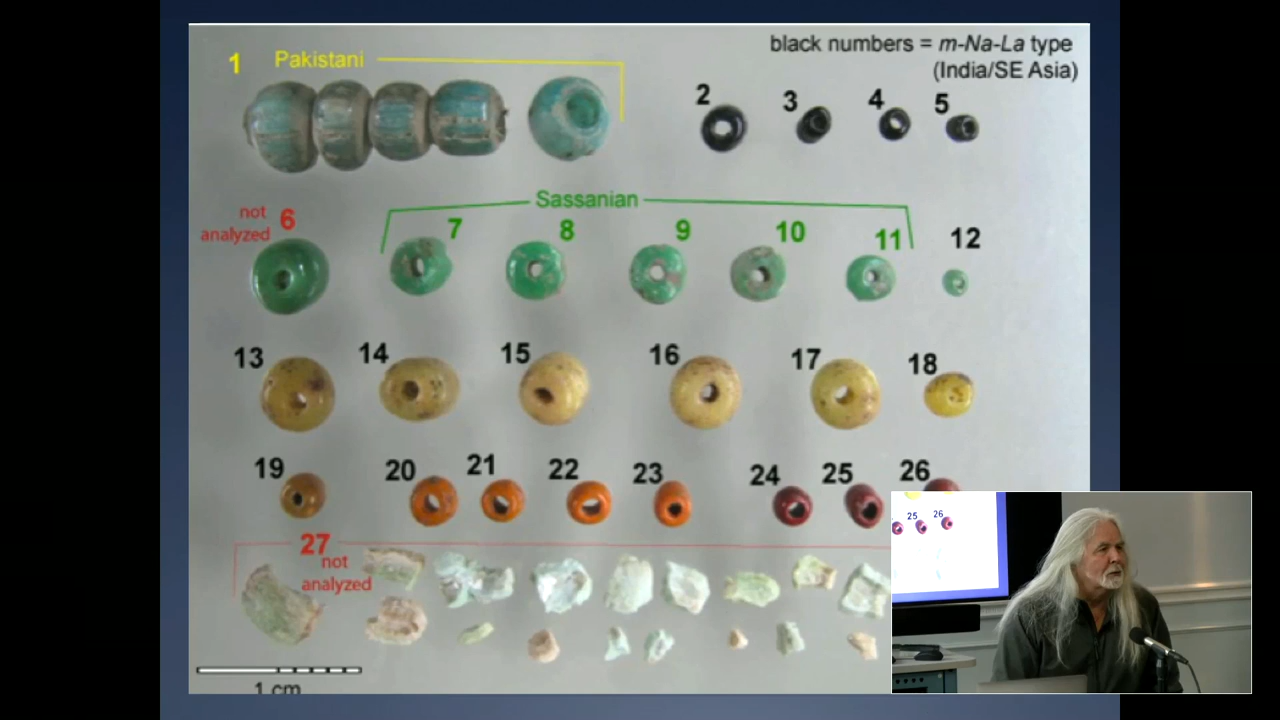 1 Pakistani
black numbers = m-Na-La type
(India/SE Asia)
2 3 4 5
not
analyzed 6
Sassanian
7 8 9 10 11 12
13 14 15 16 17 18
19 20 21 22 23 24 25 26
27
not
analyzed
1 cm
25 26